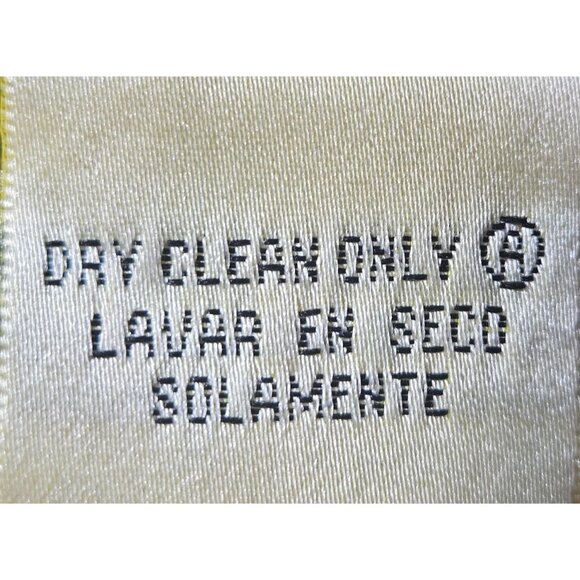 DRY CLEAN ONLY Ⓐ
LAVAR EN SECO
SOLAMENTE